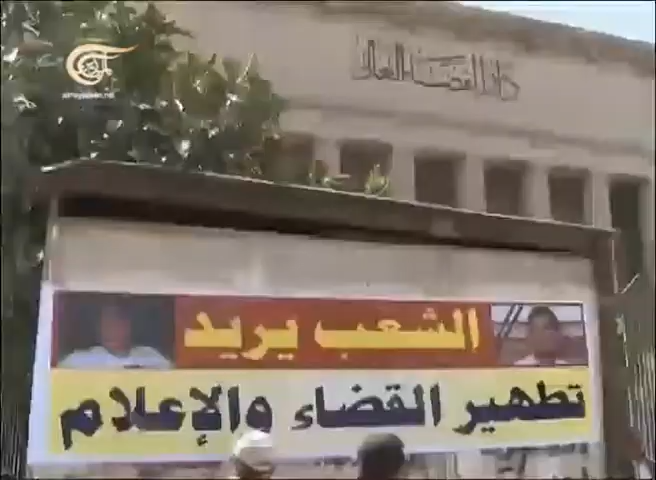 دار القضاء العالي
الشعب يريد
تطهير القضاء والإعلام